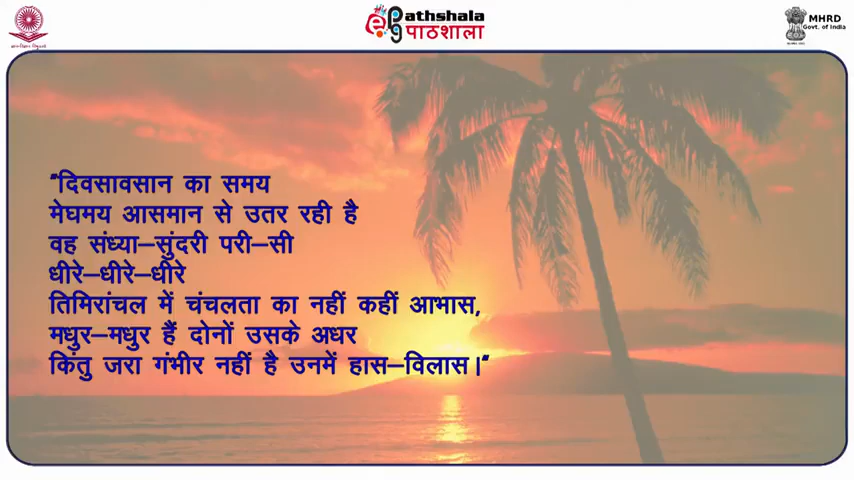 ePathshala
पाठशाला
MHRD
Govt. of India
"दिवसावसान का समय
मेघमय आसमान से उतर रही है
वह संध्या–सुंदरी परी–सी
धीरे–धीरे–धीरे
तिमिरांचल में चंचलता का नहीं कहीं आभास,
मधुर–मधुर हैं दोनों उसके अधर
किंतु जरा गंभीर नहीं है उनमें हास–विलास।"